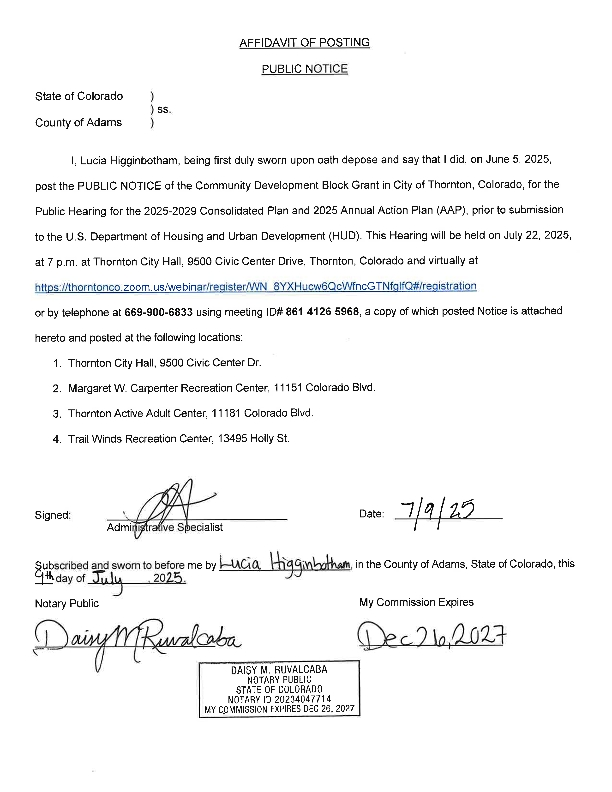 AFFIDAVIT OF POSTING
PUBLIC NOTICE
State of Colorado )
) ss.
County of Adams )
I, Lucia Higginbotham, being first duly sworn upon oath depose and say that I did, on June 5, 2025,
post the PUBLIC NOTICE of the Community Development Block Grant in City of Thornton, Colorado, for the
Public Hearing for the 2025-2029 Consolidated Plan and 2025 Annual Action Plan (AAP), prior to submission
to the U.S. Department of Housing and Urban Development (HUD). This Hearing will be held on July 22, 2025,
at 7 p.m. at Thornton City Hall, 9500 Civic Center Drive, Thornton, Colorado and virtually at
https://thorntonco.zoom.us/webinar/register/WN_8YXHucw6QcWfncGTNfglfQ#/registration
or by telephone at 669-900-6833 using meeting ID# 861 4126 5968, a copy of which posted Notice is attached
hereto and posted at the following locations:
1. Thornton City Hall, 9500 Civic Center Dr.
2. Margaret W. Carpenter Recreation Center, 11151 Colorado Blvd.
3. Thornton Active Adult Center, 11181 Colorado Blvd.
4. Trail Winds Recreation Center, 13495 Holly St.
Signed: Date: 7/9/25
Administrative Specialist
Subscribed and sworn to before me by Lucia Higginbotham, in the County of Adams, State of Colorado, this
9th day of July, 2025.
Notary Public My Commission Expires
Daisy M Ruvalcaba Dec 26, 2027
DAISY M. RUVALCABA
NOTARY PUBLIC
STATE OF COLORADO
NOTARY ID 20234047714
MY COMMISSION EXPIRES DEC 26, 2027